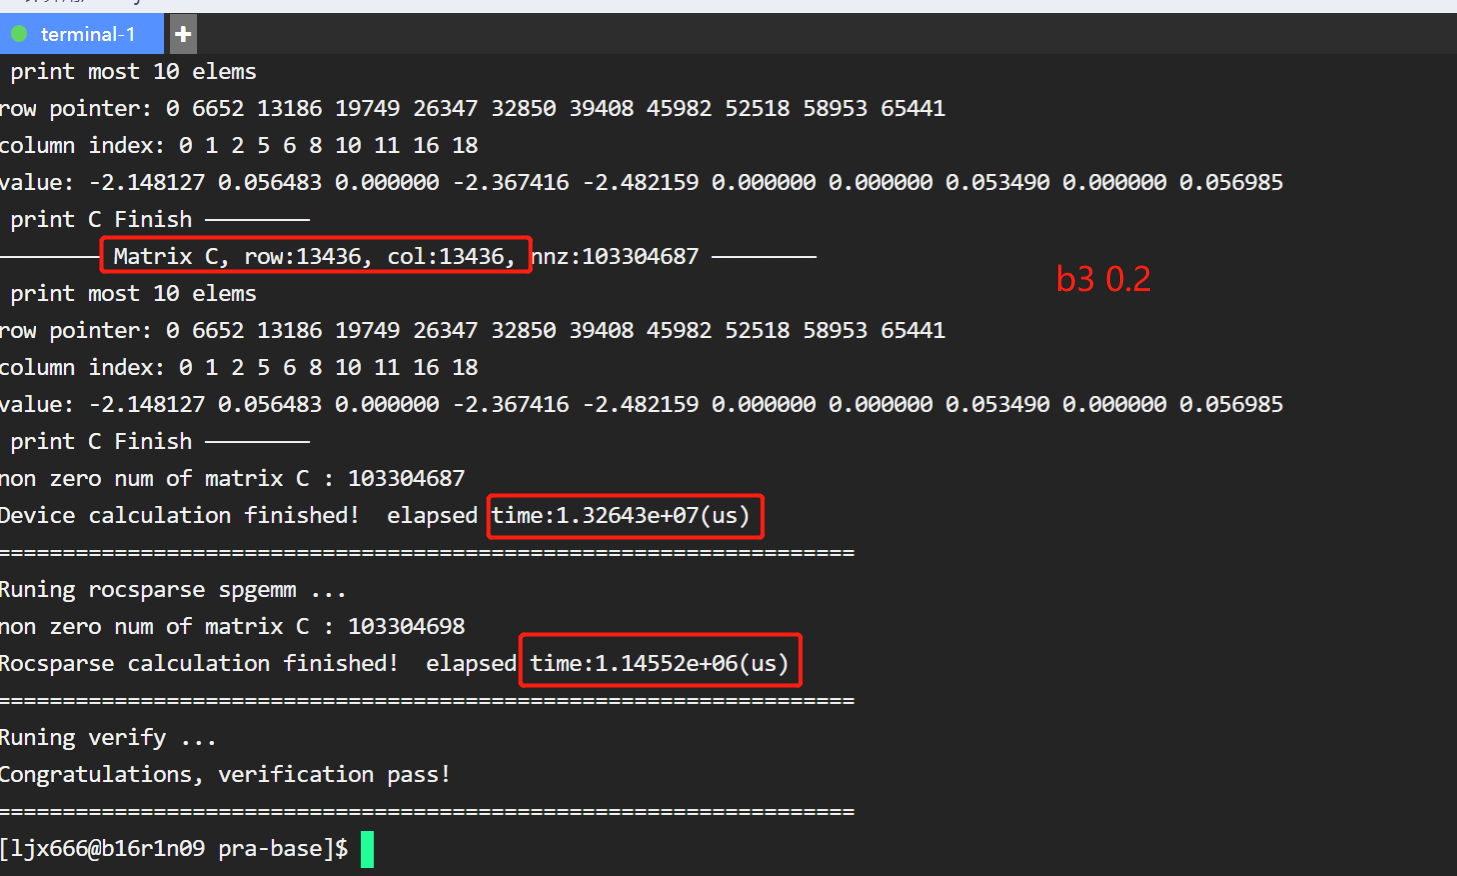 terminal-1 +
print most 10 elems
row pointer: 0 6652 13186 19749 26347 32850 39408 45982 52518 58953 65441
column index: 0 1 2 5 6 8 10 11 16 18
value: -2.148127 0.056483 0.000000 -2.367416 -2.482159 0.000000 0.000000 0.053490 0.000000 0.056985
print C Finish ————————
———————— Matrix C, row:13436, col:13436, nnz:103304687 ————————
b3 0.2
print most 10 elems
row pointer: 0 6652 13186 19749 26347 32850 39408 45982 52518 58953 65441
column index: 0 1 2 5 6 8 10 11 16 18
value: -2.148127 0.056483 0.000000 -2.367416 -2.482159 0.000000 0.000000 0.053490 0.000000 0.056985
print C Finish ————————
non zero num of matrix C : 103304687
Device calculation finished!  elapsed time:1.32643e+07(us)
==================================================================
Runing rocsparse spgemm ...
non zero num of matrix C : 103304698
Rocsparse calculation finished!  elapsed time:1.14552e+06(us)
==================================================================
Runing verify ...
Congratulations, verification pass!
==================================================================
[ljx666@b16r1n09 pra-base]$